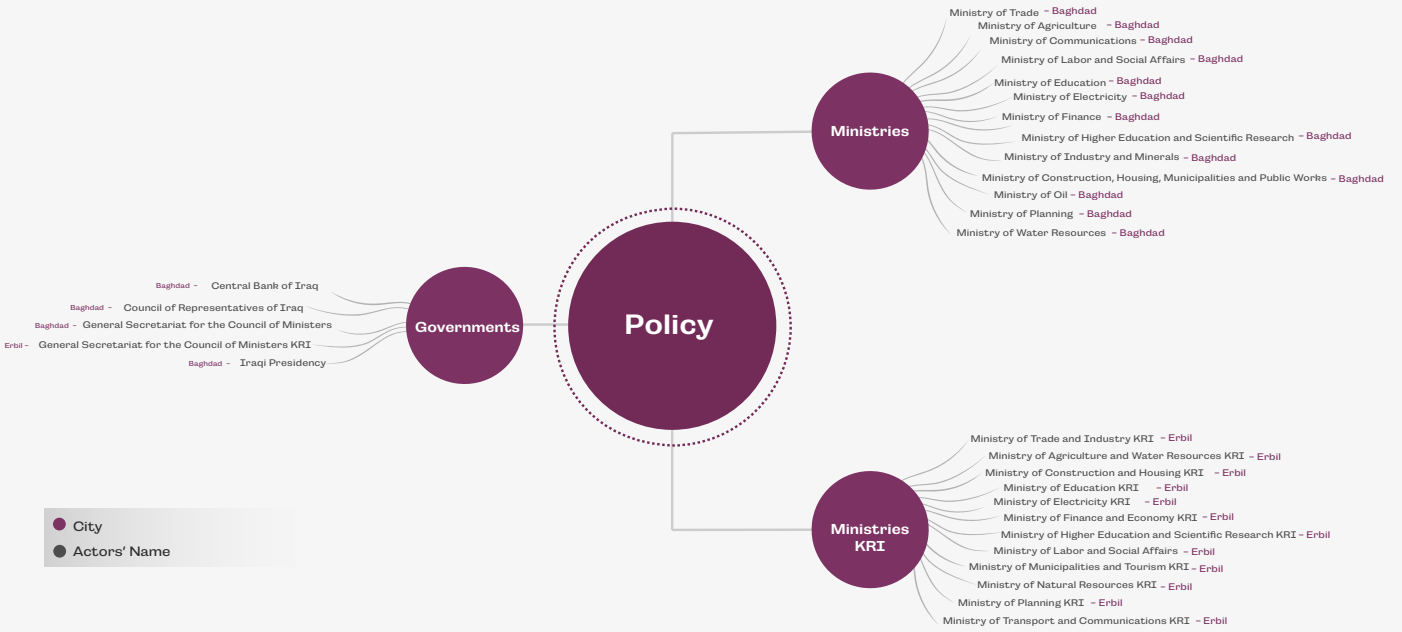 Ministry of Trade – Baghdad
Ministry of Agriculture – Baghdad
Ministry of Communications – Baghdad
Ministry of Labor and Social Affairs – Baghdad
Ministry of Education – Baghdad
Ministry of Electricity – Baghdad
Ministry of Finance – Baghdad
Ministries
Ministry of Higher Education and Scientific Research – Baghdad
Ministry of Industry and Minerals – Baghdad
Ministry of Construction, Housing, Municipalities and Public Works – Baghdad
Ministry of Oil – Baghdad
Ministry of Planning – Baghdad
Ministry of Water Resources – Baghdad
Baghdad – Central Bank of Iraq
Baghdad – Council of Representatives of Iraq
Baghdad – General Secretariat for the Council of Ministers
Erbil – General Secretariat for the Council of Ministers KRI
Baghdad – Iraqi Presidency
Governments
Policy
Ministry of Trade and Industry KRI – Erbil
Ministry of Agriculture and Water Resources KRI – Erbil
Ministry of Construction and Housing KRI – Erbil
Ministry of Education KRI – Erbil
Ministry of Electricity KRI – Erbil
Ministry of Finance and Economy KRI – Erbil
Ministries
KRI
Ministry of Higher Education and Scientific Research KRI – Erbil
Ministry of Labor and Social Affairs – Erbil
Ministry of Municipalities and Tourism KRI – Erbil
Ministry of Natural Resources KRI – Erbil
Ministry of Planning KRI – Erbil
Ministry of Transport and Communications KRI – Erbil
City
Actors' Name